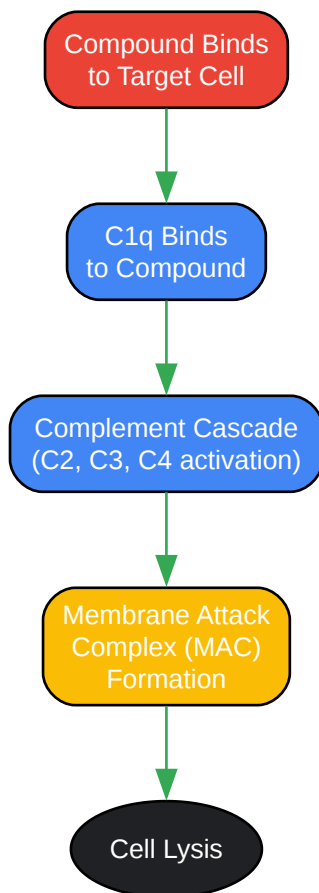 Compound Binds
to Target Cell
C1q Binds
to Compound
Complement Cascade
(C2, C3, C4 activation)
Membrane Attack
Complex (MAC)
Formation
Cell Lysis